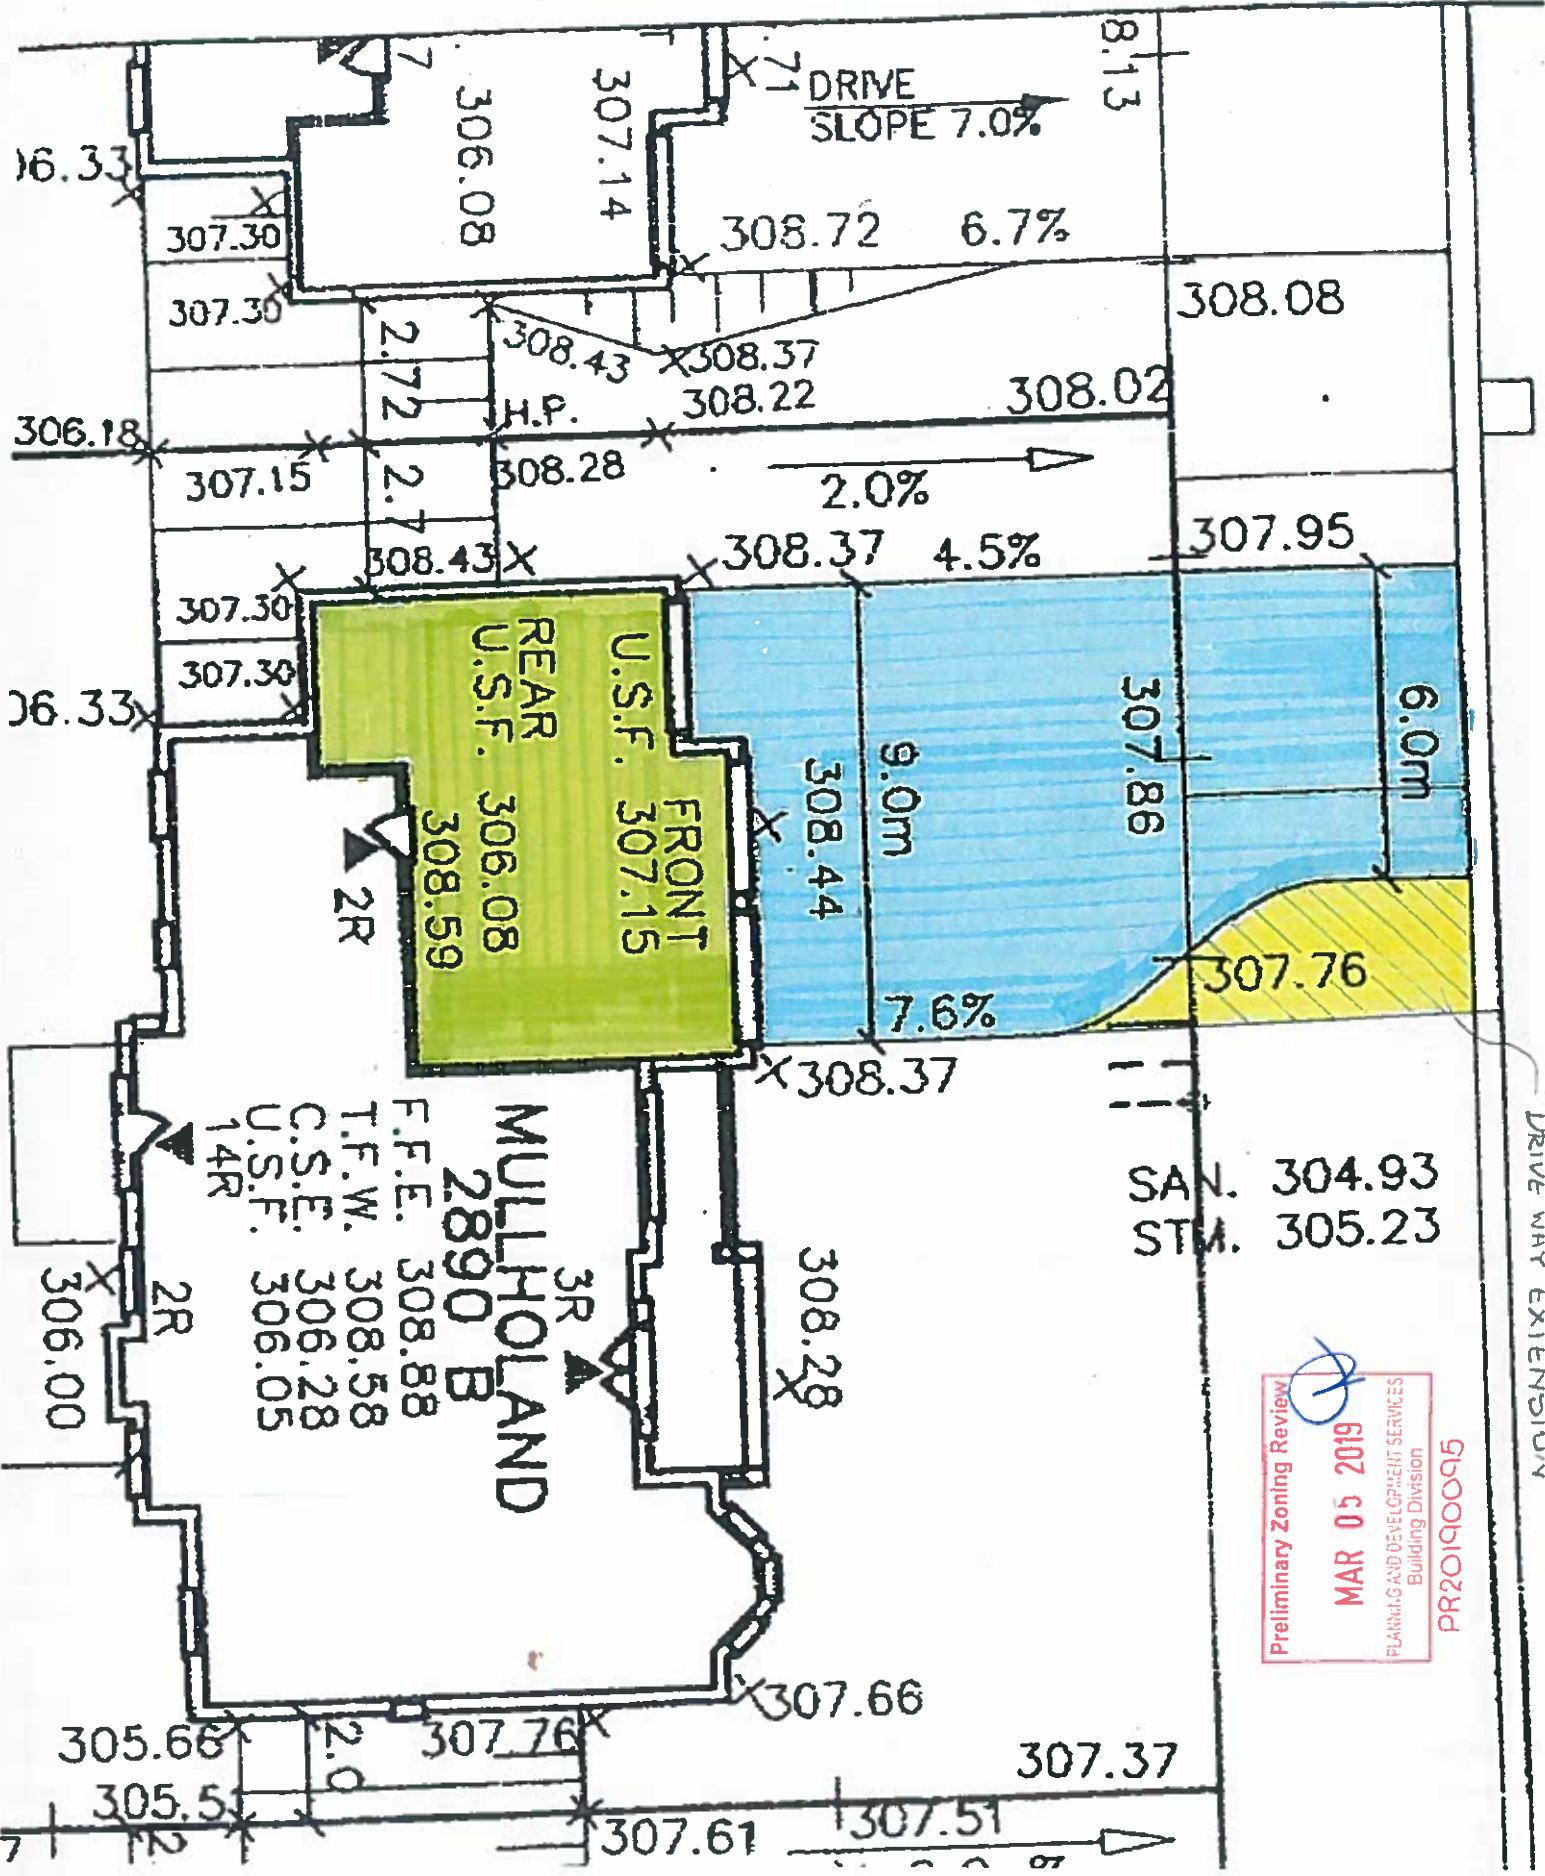 7
306.08
307.14
.71
DRIVE
SLOPE 7.0%
8.13
06.33
307.30
307.30
308.72 6.7%
308.08
2.72
308.43
308.37
308.22
308.02
306.18
H.P.
307.15
2.7
308.28
2.0%
308.43
308.37 4.5%
307.95
307.30
307.30
06.33
REAR
U.S.F. 306.08
308.59
FRONT
U.S.F. 307.15
2R
9.0m
308.44
307.86
6.0m
307.76
7.6%
308.37
SAN. 304.93
STM. 305.23
DRIVE WAY EXTENSION
MULLHOLAND
2890 B
F.F.E. 308.88
T.F.W. 308.58
C.S.E. 306.28
U.S.F. 306.05
14R
3R
2R
308.28
306.00
Preliminary Zoning Review
MAR 05 2019
PLANNING AND DEVELOPMENT SERVICES
Building Division
PR20190095
307.66
305.66
2.0
307.76
307.37
305.5
307.61
307.51
7